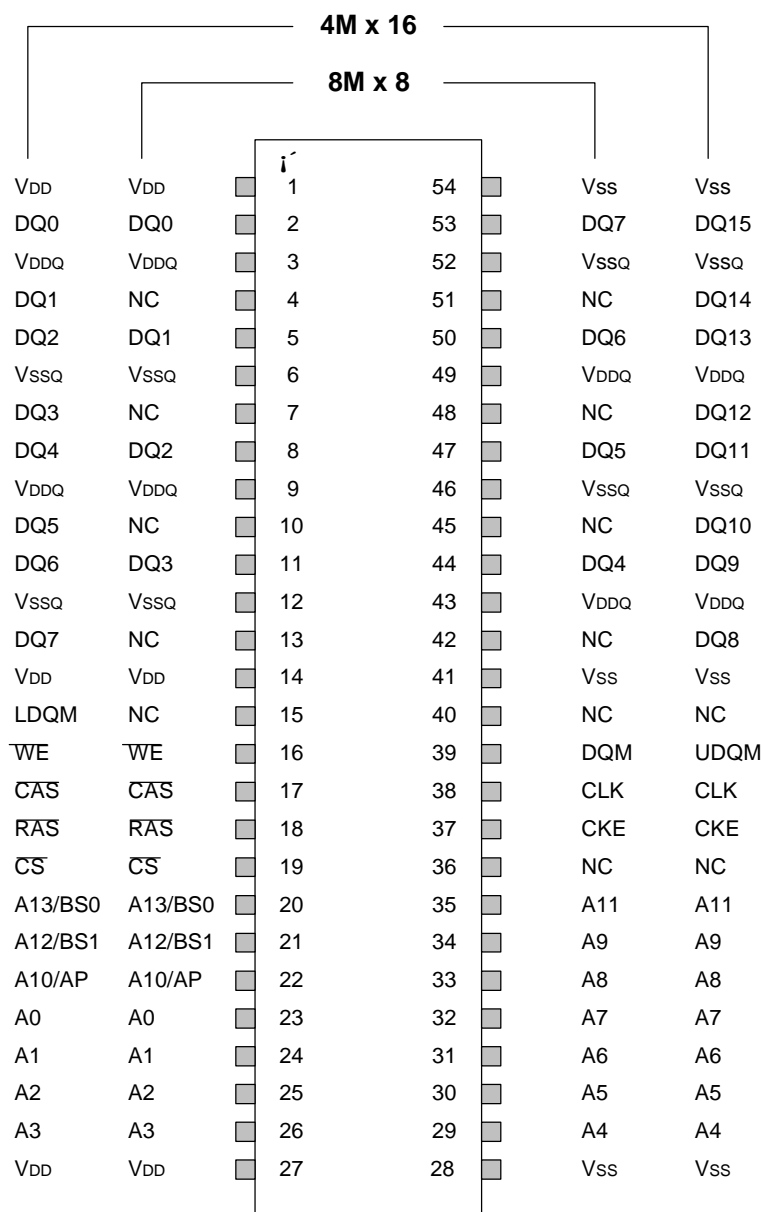 4M x 16
8M x 8
VDD VDD 1 54 VSS VSS
DQ0 DQ0 2 53 DQ7 DQ15
VDDQ VDDQ 3 52 VSSQ VSSQ
DQ1 NC 4 51 NC DQ14
DQ2 DQ1 5 50 DQ6 DQ13
VSSQ VSSQ 6 49 VDDQ VDDQ
DQ3 NC 7 48 NC DQ12
DQ4 DQ2 8 47 DQ5 DQ11
VDDQ VDDQ 9 46 VSSQ VSSQ
DQ5 NC 10 45 NC DQ10
DQ6 DQ3 11 44 DQ4 DQ9
VSSQ VSSQ 12 43 VDDQ VDDQ
DQ7 NC 13 42 NC DQ8
VDD VDD 14 41 VSS VSS
LDQM NC 15 40 NC NC
W̅E̅ W̅E̅ 16 39 DQM UDQM
C̅A̅S̅ C̅A̅S̅ 17 38 CLK CLK
R̅A̅S̅ R̅A̅S̅ 18 37 CKE CKE
C̅S̅ C̅S̅ 19 36 NC NC
A13/BS0 A13/BS0 20 35 A11 A11
A12/BS1 A12/BS1 21 34 A9 A9
A10/AP A10/AP 22 33 A8 A8
A0 A0 23 32 A7 A7
A1 A1 24 31 A6 A6
A2 A2 25 30 A5 A5
A3 A3 26 29 A4 A4
VDD VDD 27 28 VSS VSS